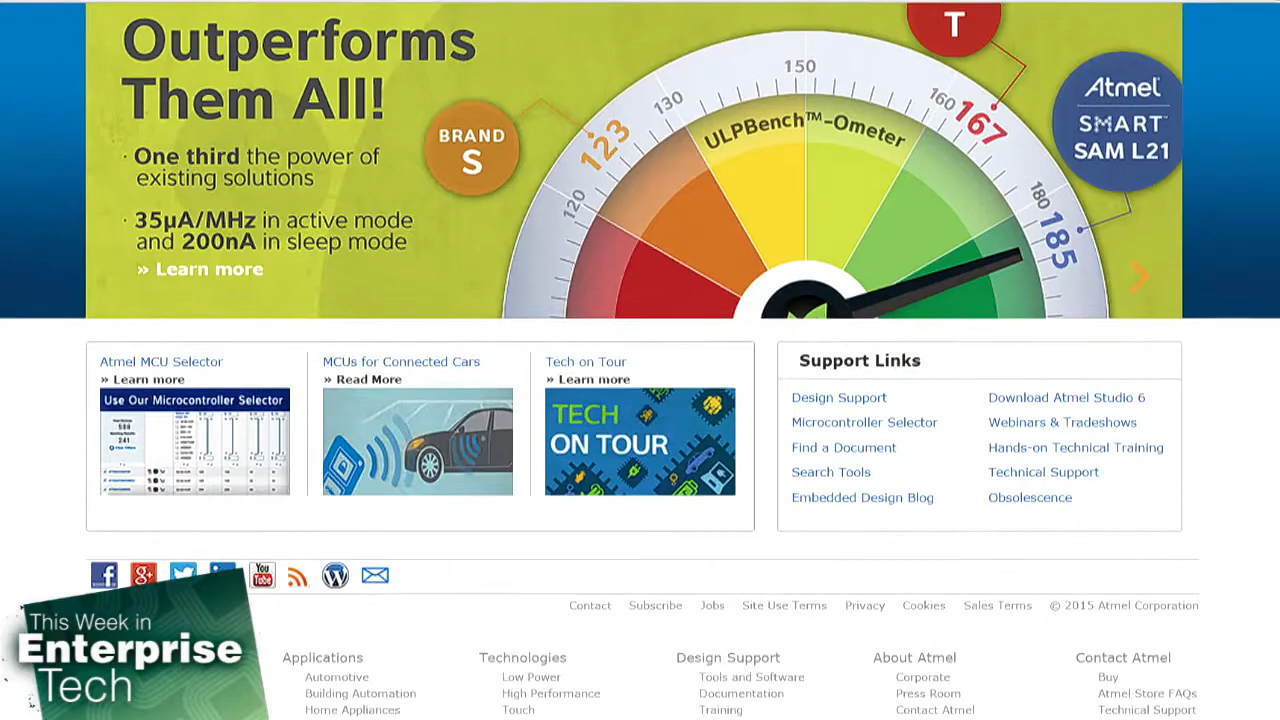 Outperforms
Them All!
· One third the power of
existing solutions
· 35µA/MHz in active mode
and 200nA in sleep mode
» Learn more
BRAND
S
T
Atmel
SMART™
SAM L21
ULPBench™-Ometer
120
123
130
150
160
167
180
185
Atmel MCU Selector
» Learn more
Use Our Microcontroller Selector
588
241
MCUs for Connected Cars
» Read More
Tech on Tour
» Learn more
TECH
ON TOUR
Support Links
Design Support
Download Atmel Studio 6
Microcontroller Selector
Webinars & Tradeshows
Find a Document
Hands-on Technical Training
Search Tools
Technical Support
Embedded Design Blog
Obsolescence
You
Tube
Contact Subscribe Jobs Site Use Terms Privacy Cookies Sales Terms © 2015 Atmel Corporation
This Week in
Enterprise
Tech
Applications
Automotive
Building Automation
Home Appliances
Technologies
Low Power
High Performance
Touch
Design Support
Tools and Software
Documentation
Training
About Atmel
Corporate
Press Room
Contact Atmel
Contact Atmel
Buy
Atmel Store FAQs
Technical Support